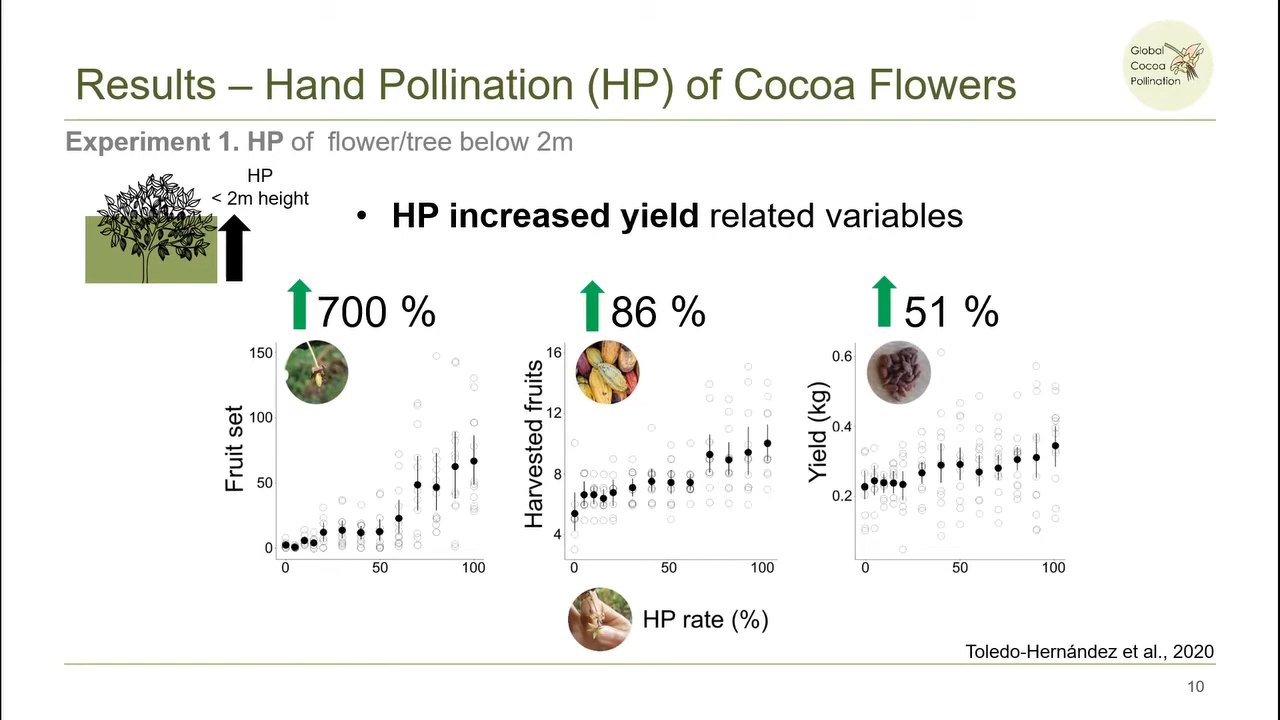 Results – Hand Pollination (HP) of Cocoa Flowers
Global
Cocoa
Pollination
Experiment 1. HP of flower/tree below 2m
HP
< 2m height
• HP increased yield related variables
700 %
86 %
51 %
Fruit set
150
100
50
0
0 50 100
Harvested fruits
16
12
8
4
0 50 100
Yield (kg)
0.6
0.4
0.2
0 50 100
HP rate (%)
Toledo-Hernández et al., 2020
10